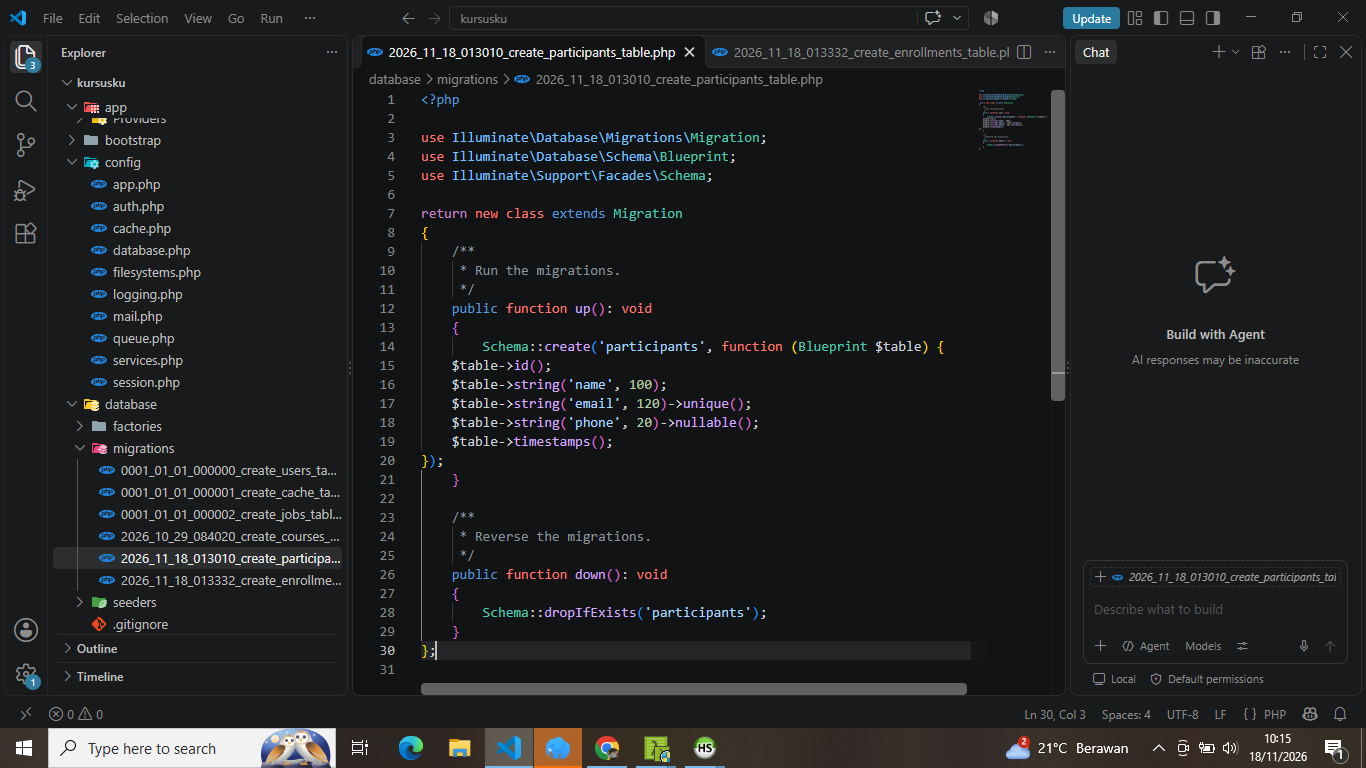 File Edit Selection View Go Run ···
kursusku
Update
Explorer
kursusku
app
Providers
bootstrap
config
app.php
auth.php
cache.php
database.php
filesystems.php
logging.php
mail.php
queue.php
services.php
session.php
database
factories
migrations
0001_01_01_000000_create_users_ta...
0001_01_01_000001_create_cache_ta...
0001_01_01_000002_create_jobs_tabl...
2026_10_29_084020_create_courses_...
2026_11_18_013010_create_participa...
2026_11_18_013332_create_enrollme...
seeders
.gitignore
Outline
Timeline
3
1
2026_11_18_013010_create_participants_table.php
2026_11_18_013332_create_enrollments_table.pl
database > migrations > 2026_11_18_013010_create_participants_table.php
1 <?php
2
3 use Illuminate\Database\Migrations\Migration;
4 use Illuminate\Database\Schema\Blueprint;
5 use Illuminate\Support\Facades\Schema;
6
7 return new class extends Migration
8 {
9 /**
10 * Run the migrations.
11 */
12 public function up(): void
13 {
14 Schema::create('participants', function (Blueprint $table) {
15 $table->id();
16 $table->string('name', 100);
17 $table->string('email', 120)->unique();
18 $table->string('phone', 20)->nullable();
19 $table->timestamps();
20 });
21 }
22
23 /**
24 * Reverse the migrations.
25 */
26 public function down(): void
27 {
28 Schema::dropIfExists('participants');
29 }
30 };
31
Chat
Build with Agent
AI responses may be inaccurate
2026_11_18_013010_create_participants_tal
Describe what to build
Agent Models
Local Default permissions
0 0
Ln 30, Col 3 Spaces: 4 UTF-8 LF { } PHP
Type here to search
HS
2
21°C Berawan
10:15
18/11/2026
1